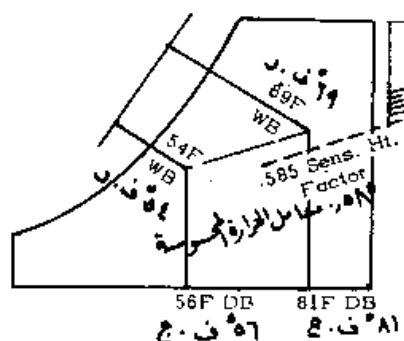 ٦٩° ف.ر
69F
WB
54F
WB
٥٤° ف.ر
.585 Sens. Ht.
Factor
٥٨٥, معامل الحرارة المحسوسة
56F DB
81F DB
٥٦° ف.ج
٨١° ف.ج